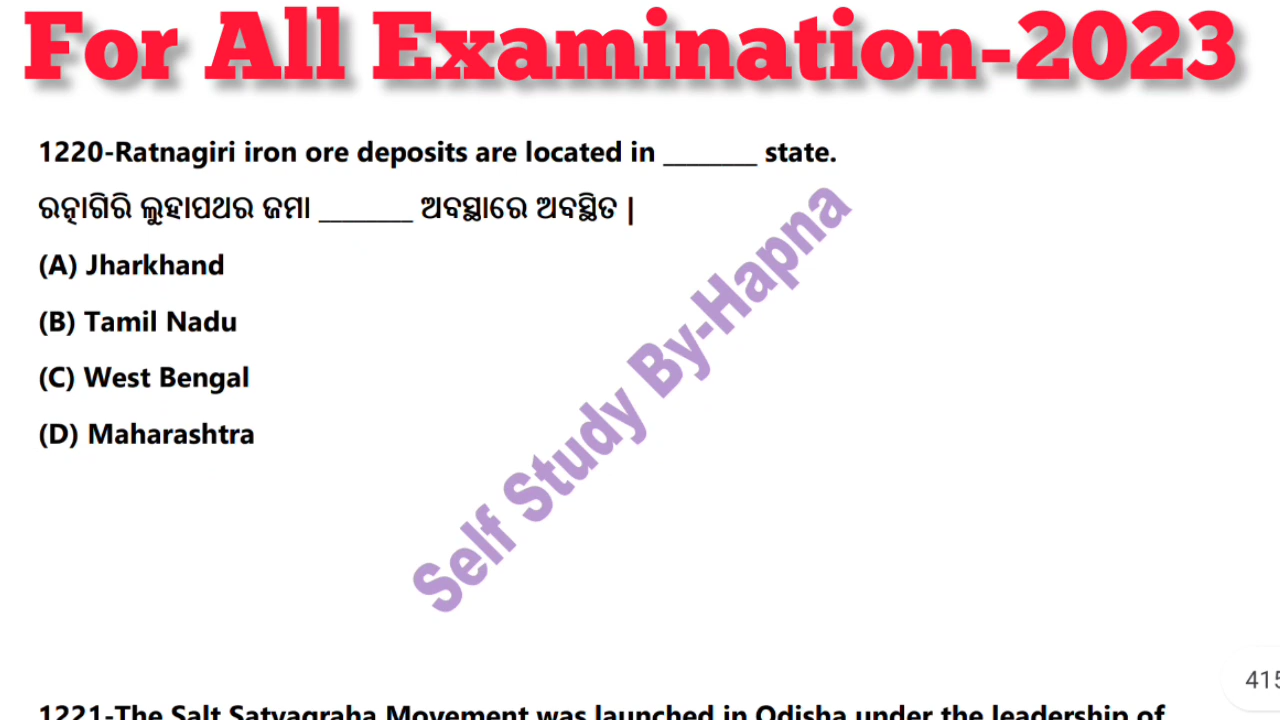 For All Examination-2023
1220-Ratnagiri iron ore deposits are located in _______ state.
ରତ୍ନାଗିରି ଲୁହାପଥର ଜମା _______ ଅବସ୍ଥାରେ ଅବସ୍ଥିତ |
(A) Jharkhand
(B) Tamil Nadu
(C) West Bengal
(D) Maharashtra
Self Study By-Hapna
415
1221-The Salt Satyagraha Movement was launched in Odisha under the leadership of